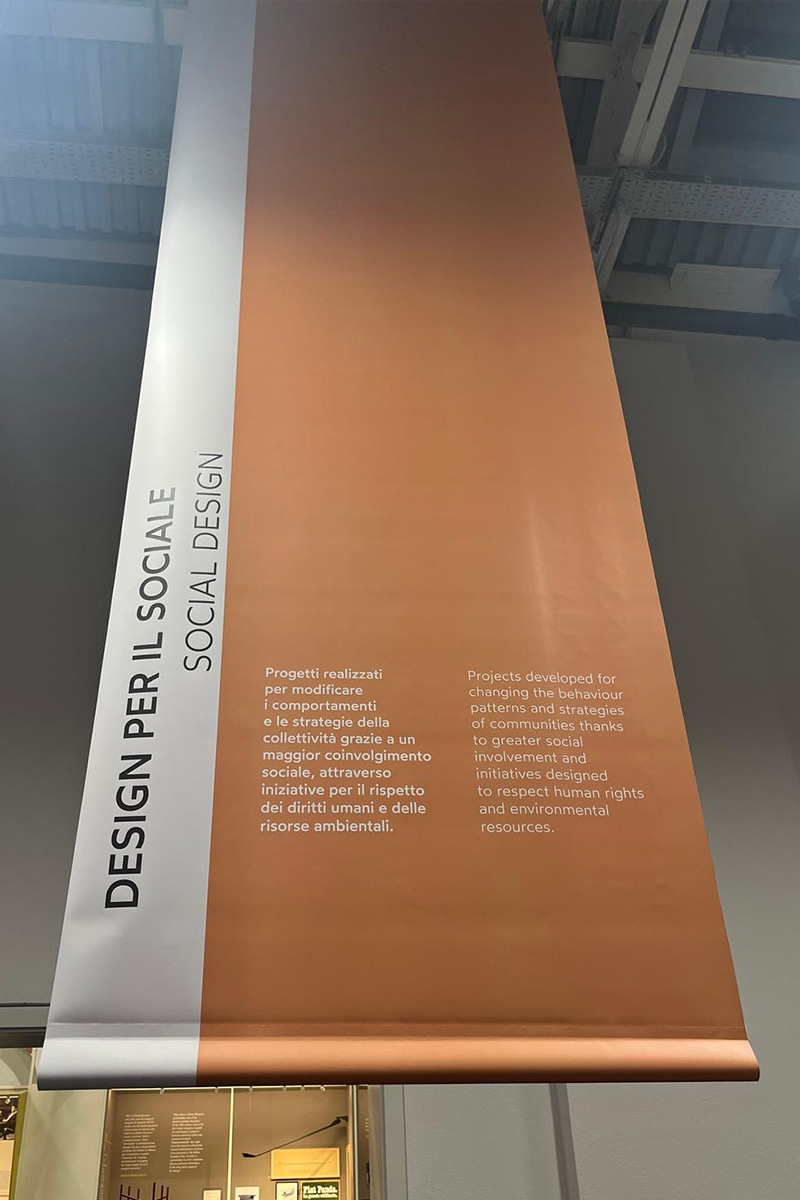 DESIGN PER IL SOCIALE
SOCIAL DESIGN
Progetti realizzati
per modificare
i comportamenti
e le strategie della
collettività grazie a un
maggior coinvolgimento
sociale, attraverso
iniziative per il rispetto
dei diritti umani e delle
risorse ambientali.
Projects developed for
changing the behaviour
patterns and strategies
of communities thanks
to greater social
involvement and
initiatives designed
to respect human rights
and environmental
resources.
Fiat Panda.